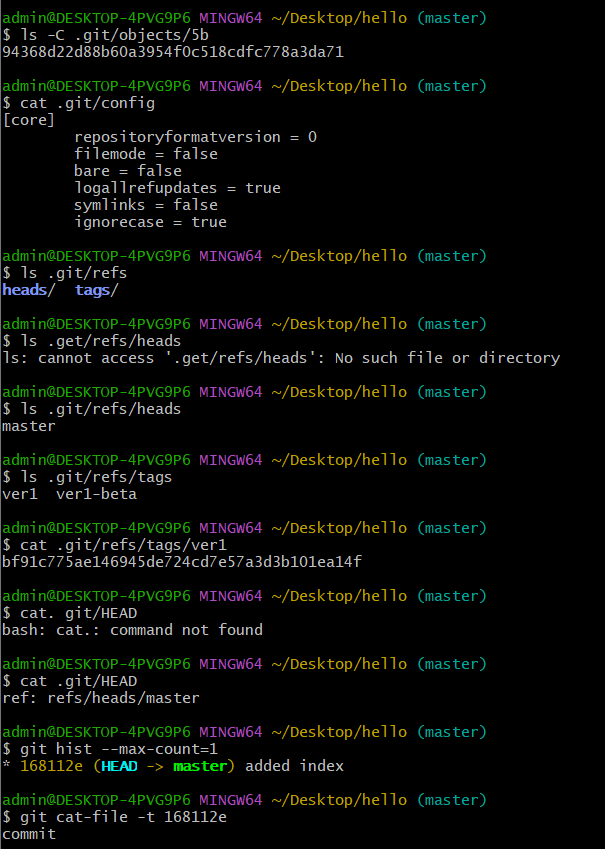 admin@DESKTOP-4PVG9P6 MINGW64 ~/Desktop/hello (master)
$ ls -C .git/objects/5b
94368d22d88b60a3954f0c518cdfc778a3da71
admin@DESKTOP-4PVG9P6 MINGW64 ~/Desktop/hello (master)
$ cat .git/config
[core]
        repositoryformatversion = 0
        filemode = false
        bare = false
        logallrefupdates = true
        symlinks = false
        ignorecase = true
admin@DESKTOP-4PVG9P6 MINGW64 ~/Desktop/hello (master)
$ ls .git/refs
heads/  tags/
admin@DESKTOP-4PVG9P6 MINGW64 ~/Desktop/hello (master)
$ ls .get/refs/heads
ls: cannot access '.get/refs/heads': No such file or directory
admin@DESKTOP-4PVG9P6 MINGW64 ~/Desktop/hello (master)
$ ls .git/refs/heads
master
admin@DESKTOP-4PVG9P6 MINGW64 ~/Desktop/hello (master)
$ ls .git/refs/tags
ver1  ver1-beta
admin@DESKTOP-4PVG9P6 MINGW64 ~/Desktop/hello (master)
$ cat .git/refs/tags/ver1
bf91c775ae146945de724cd7e57a3d3b101ea14f
admin@DESKTOP-4PVG9P6 MINGW64 ~/Desktop/hello (master)
$ cat. git/HEAD
bash: cat.: command not found
admin@DESKTOP-4PVG9P6 MINGW64 ~/Desktop/hello (master)
$ cat .git/HEAD
ref: refs/heads/master
admin@DESKTOP-4PVG9P6 MINGW64 ~/Desktop/hello (master)
$ git hist --max-count=1
* 168112e (HEAD -> master) added index
admin@DESKTOP-4PVG9P6 MINGW64 ~/Desktop/hello (master)
$ git cat-file -t 168112e
commit